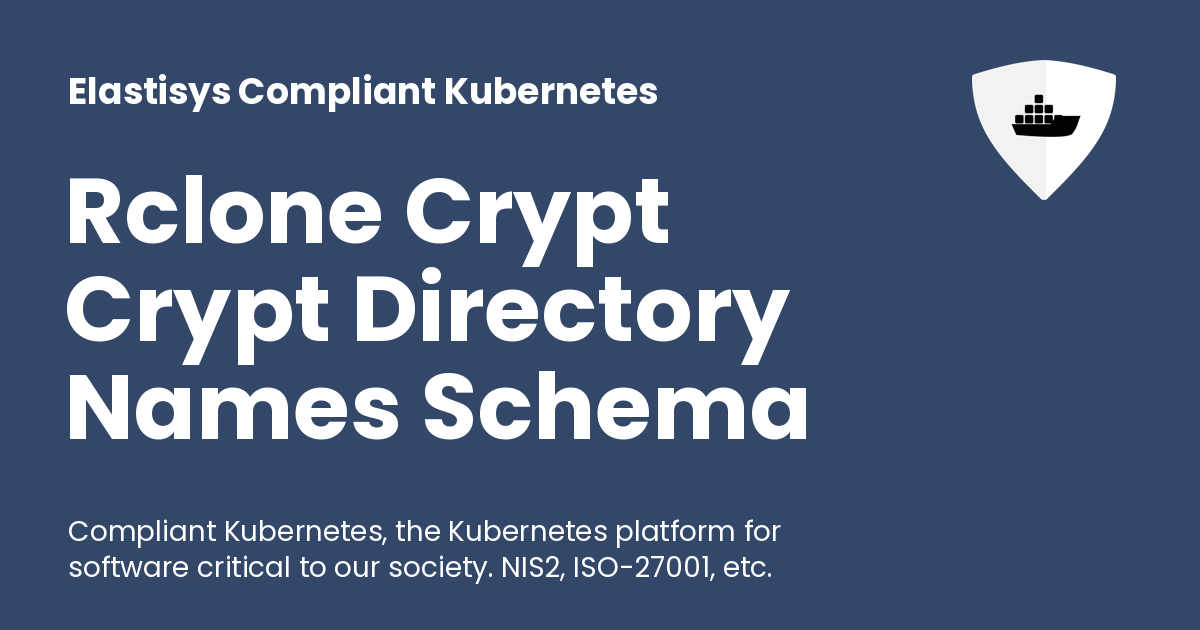 Elastisys Compliant Kubernetes
Rclone Crypt
Crypt Directory
Names Schema
Compliant Kubernetes, the Kubernetes platform for
software critical to our society. NIS2, ISO-27001, etc.